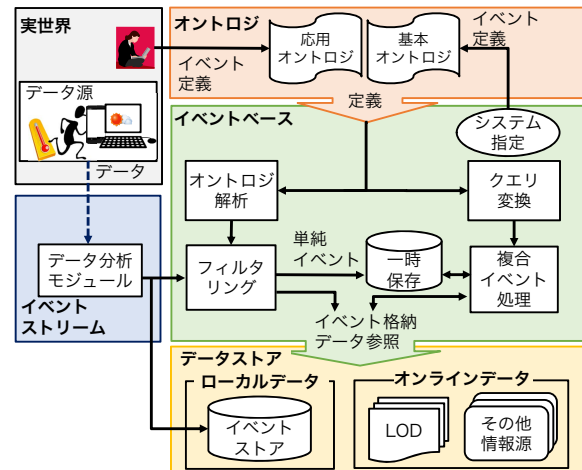 実世界
データ源
データ
オントロジ
イベント
定義
応用
オントロジ
基本
オントロジ
イベント
定義
定義
システム
指定
イベントベース
オントロジ
解析
クエリ
変換
フィルタ
リング
単純
イベント
一時
保存
複合
イベント
処理
イベント格納
データ参照
データ分析
モジュール
イベント
ストリーム
データストア
ローカルデータ
イベント
ストア
オンラインデータ
LOD
その他
情報源